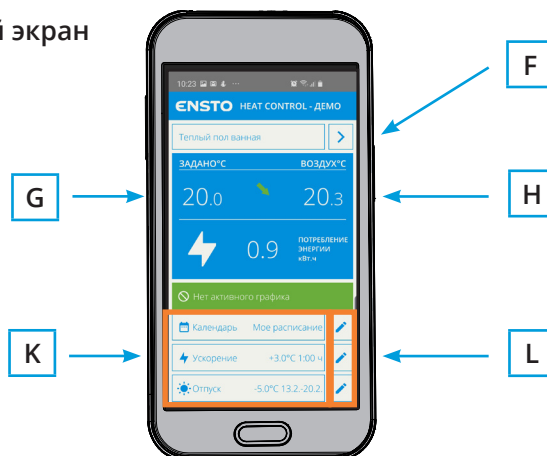 й экран
10:23
ENSTO HEAT CONTROL - ДЕМО
F
Теплый пол ванная
ЗАДАНО°C ВОЗДУХ°C
G
20.0 20.3
H
0.9 ПОТРЕБЛЕНИЕ
ЭНЕРГИИ
кВт.ч
Нет активного графика
Календарь Мое расписание
K
Ускорение +3.0°C 1:00 ч
L
Отпуск -5.0°C 13.2.-20.2.